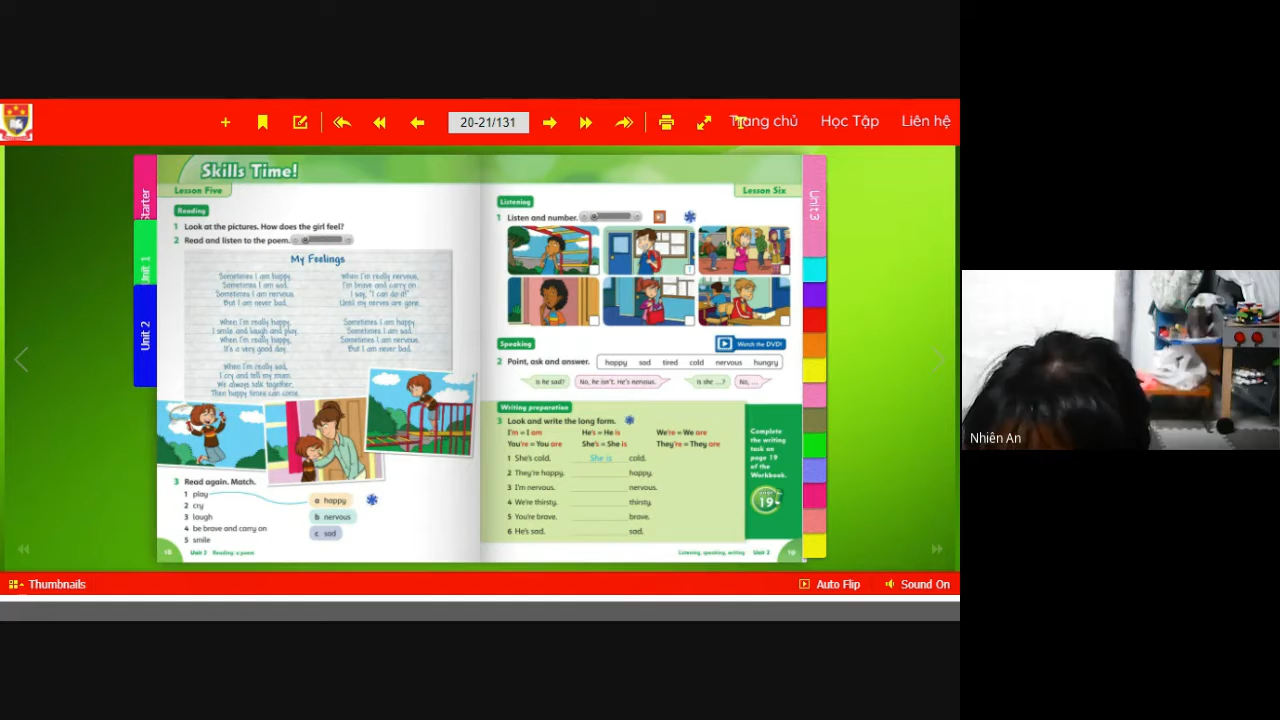 20-21/131
Trang chủ
Học Tập
Liên hệ
Starter
Unit 1
Unit 2
Unit 3
Skills Time!
Lesson Five
Reading
1 Look at the pictures. How does the girl feel?
2 Read and listen to the poem.
My Feelings
Sometimes I am happy,
Sometimes I am sad.
Sometimes I am nervous.
But I am never bad.
When I'm really happy,
I smile and laugh and play.
When I'm really happy,
It's a very good day.
When I'm really sad,
I cry and tell my mum.
We always talk together,
Then happy times can come.
When I'm really nervous,
I'm brave and carry on.
I say, "I can do it!"
Until my nerves are gone.
Sometimes I am happy
Sometimes I am sad.
Sometimes I am nervous,
But I am never bad.
3 Read again. Match.
1 play
2 cry
3 laugh
4 be brave and carry on
5 smile
a happy
b nervous
c sad
18 Unit 2 Reading: a poem
Lesson Six
Listening
1 Listen and number.
1
Speaking
Watch the DVD!
2 Point, ask and answer.
happy sad tired cold nervous hungry
Is he sad?
No, he isn't. He's nervous.
Is she ...?
No, ...
Writing preparation
3 Look and write the long form.
I'm = I am He's = He is We're = We are
You're = You are She's = She is They're = They are
1 She's cold. She is cold.
2 They're happy. happy.
3 I'm nervous. nervous.
4 We're thirsty. thirsty.
5 You're brave. brave.
6 He's sad. sad.
Complete
the writing
task on
page 19
of the
Workbook.
19
Listening, speaking, writing Unit 2 19
Thumbnails
Auto Flip
Sound On
Nhiên An